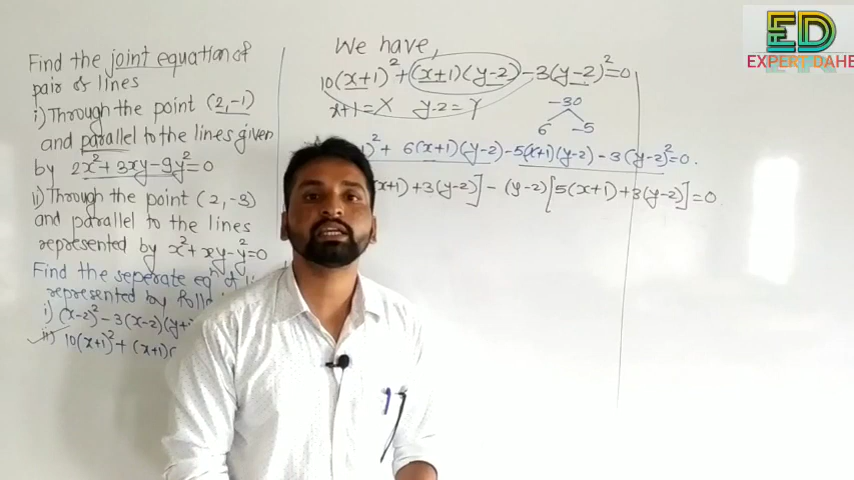 Find the joint equation of
pair of lines
i) Through the point (2,-1)
and parallel to the lines given
by 2x²+3xy-9y²=0
ii) Through the point (2,-3)
and parallel to the lines
represented by x²+xy-y²=0
Find the seperate eqⁿ of
represented by
i) (x-2)²-3(x-2)(y+
ii) 10(x+1)²+(x+1)(
We have,
10(x+1)²+(x+1)(y-2)-3(y-2)²=0
x+1=X y-2=Y
-30
6 -5
)²+6(x+1)(y-2)-5(x+1)(y-2)-3(y-2)²=0.
x+1)+3(y-2)]-(y-2)[5(x+1)+3(y-2)]=0
ED
EXPERT DAHE